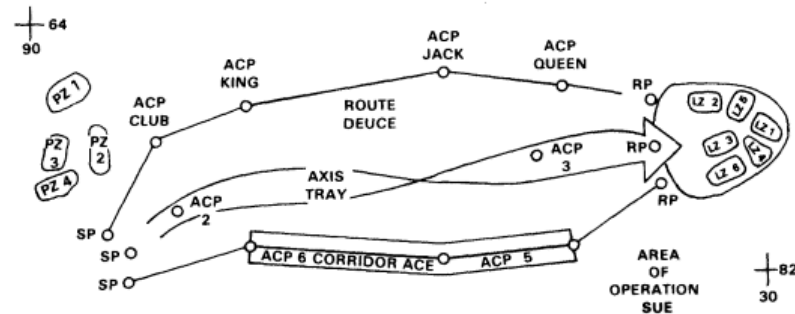 64
90
PZ 1
PZ
3
PZ
2
PZ 4
ACP
CLUB
ACP
KING
ACP
JACK
ACP
QUEEN
ROUTE
DEUCE
RP
LZ 2
LZ 5
LZ 1
LZ 3
LZ 4
LZ 6
RP
ACP
3
AXIS
TRAY
ACP
2
RP
SP
SP
SP
ACP 6 CORRIDOR ACE
ACP 5
AREA
OF
OPERATION
SUE
82
30